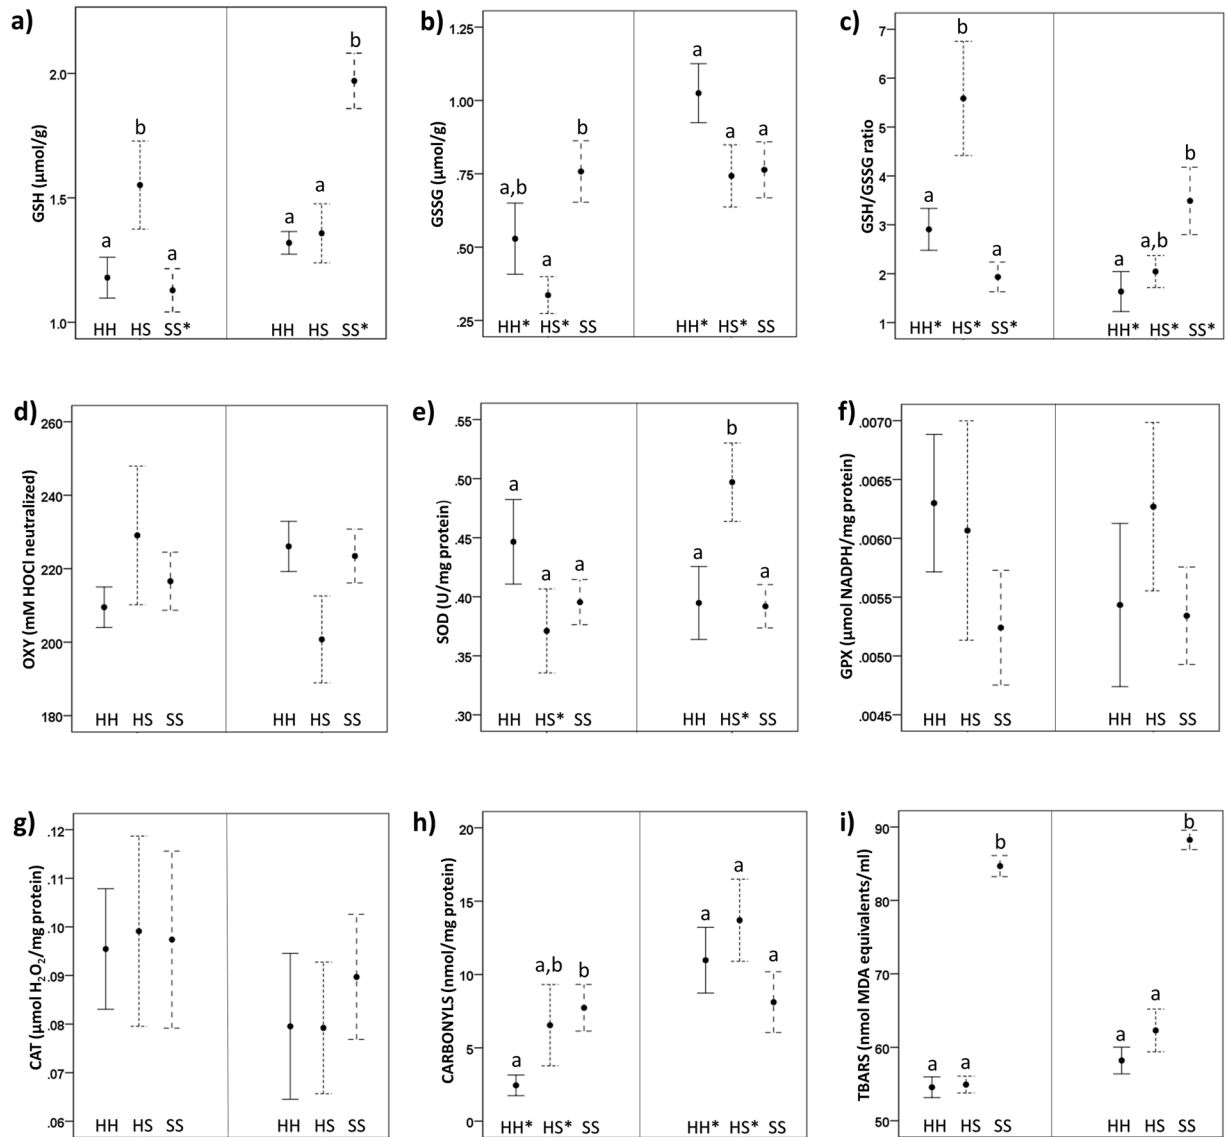 a)
GSH (µmol/g)
2.0
1.5
1.0
a
b
a
a
a
b
HH HS SS* HH HS SS*
b)
GSSG (µmol/g)
1.25
1.00
.75
.50
.25
a,b
a
b
a
a
a
HH* HS* SS HH* HS* SS
c)
GSH/GSSG ratio
7
6
5
4
3
2
1
a
b
a
a
a,b
b
HH* HS* SS* HH* HS* SS*
d)
OXY (mM HOCl neutralized)
260
240
220
200
180
HH HS SS HH HS SS
e)
SOD (U/mg protein)
.55
.50
.45
.40
.35
.30
a
a
a
a
b
a
HH HS* SS HH HS* SS
f)
GPX (µmol NADPH/mg protein)
.0070
.0065
.0060
.0055
.0050
.0045
HH HS SS HH HS SS
g)
CAT (µmol H₂O₂/mg protein)
.12
.11
.10
.09
.08
.07
.06
HH HS SS HH HS SS
h)
CARBONYLS (nmol/mg protein)
20
15
10
5
0
a
a,b
b
a
a
a
HH* HS* SS HH* HS* SS
i)
TBARS (nmol MDA equivalents/ml)
90
80
70
60
50
a
a
b
a
a
b
HH HS SS HH HS SS